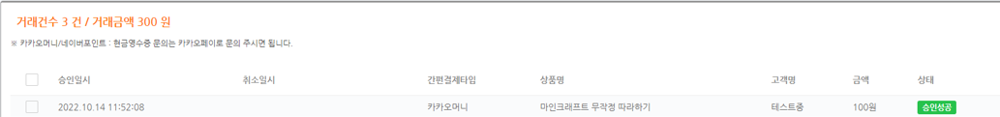 거래건수 3 건 / 거래금액 300 원
※ 카카오머니/네이버포인트 : 현금영수증 문의는 카카오페이로 문의 주시면 됩니다.
승인일시 취소일시 간편결제타입 상품명 고객명 금액 상태
2022.10.14 11:52:08 카카오머니 마인크래프트 무작정 따라하기 테스트중 100원 승인성공